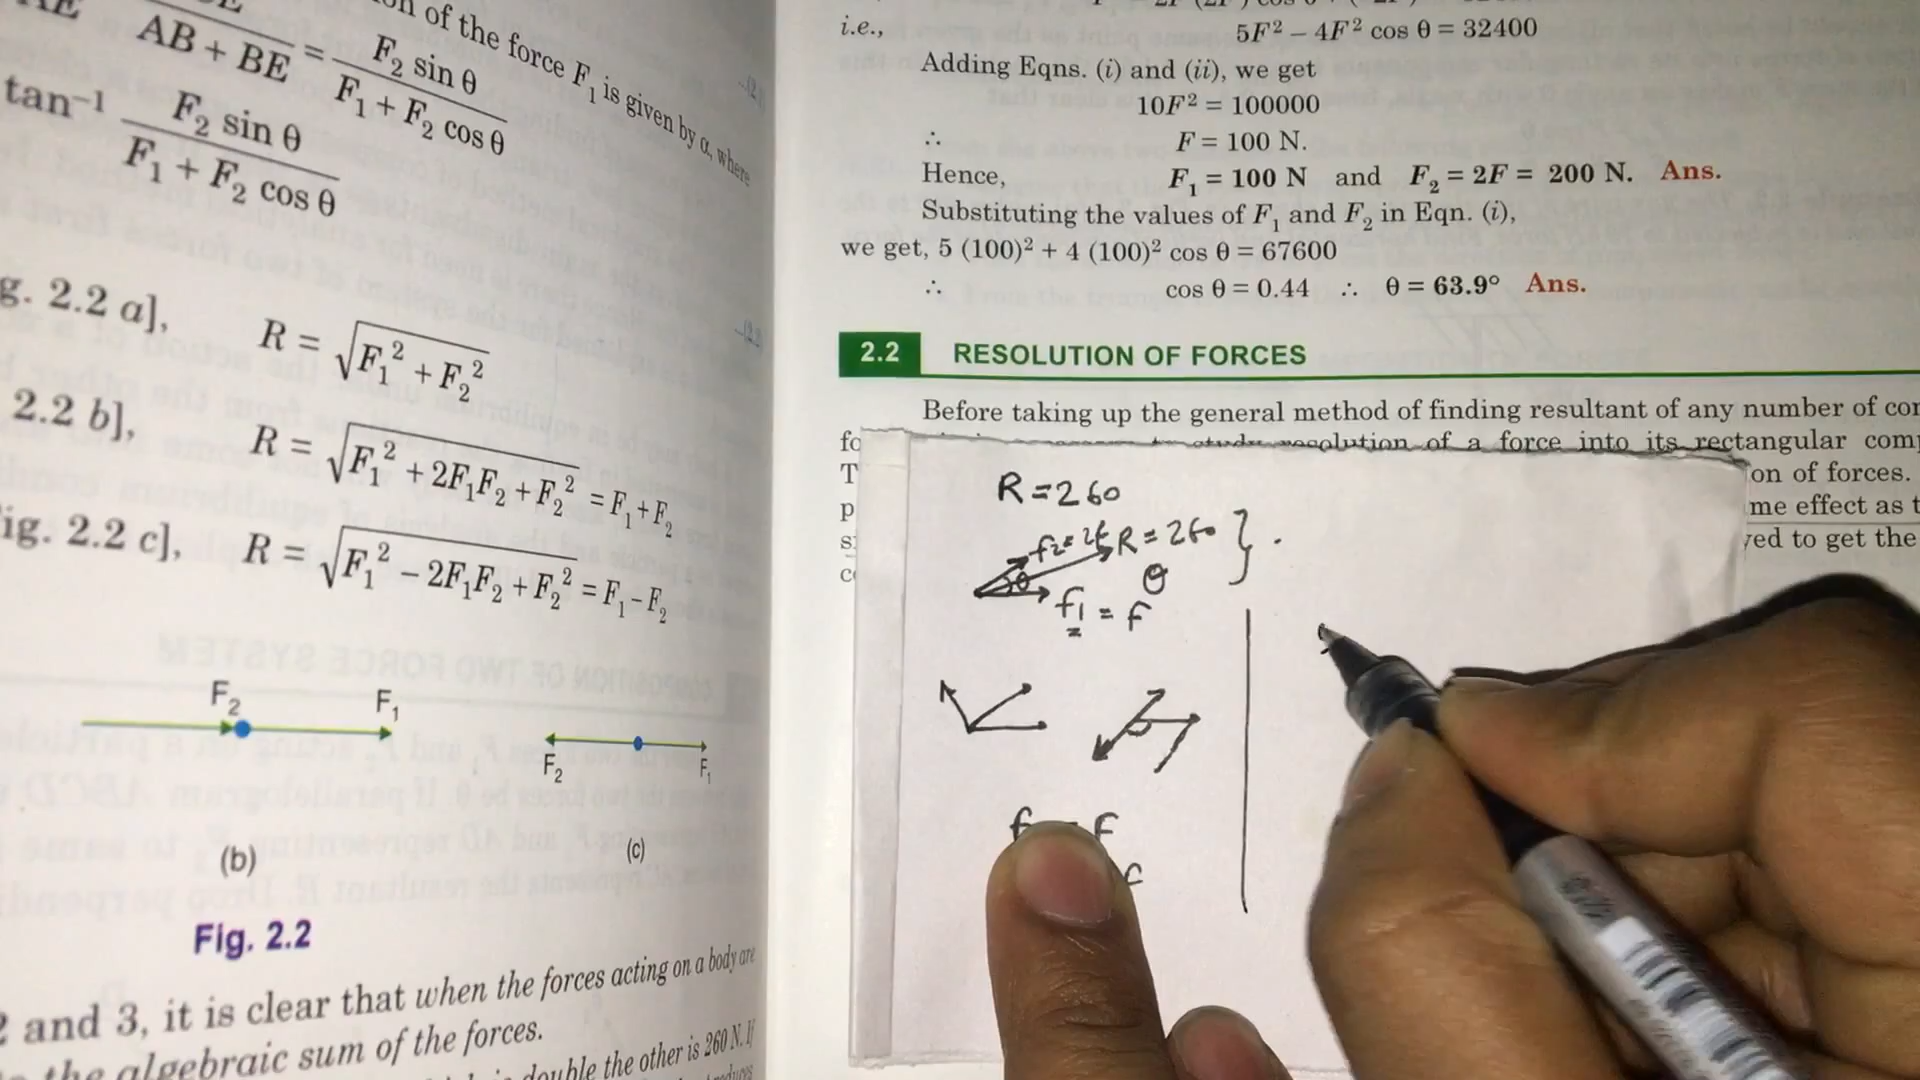 AB + BE = F₂ sin θ / F₁ + F₂ cos θ
of the force F₁ is given by α, where
tan⁻¹ F₂ sin θ / F₁ + F₂ cos θ
g. 2.2 a],
R = √F₁² + F₂²
2.2 b],
R = √F₁² + 2F₁F₂ + F₂² = F₁ + F₂
ig. 2.2 c],
R = √F₁² – 2F₁F₂ + F₂² = F₁ – F₂
F₂ F₁
F₂ F₁
(b) (c)
Fig. 2.2
and 3, it is clear that when the forces acting on a body are
the algebraic sum of the forces.
double the other is 260 N. If
i.e., 5F² – 4F² cos θ = 32400
Adding Eqns. (i) and (ii), we get
10F² = 100000
∴ F = 100 N.
Hence, F₁ = 100 N and F₂ = 2F = 200 N. Ans.
Substituting the values of F₁ and F₂ in Eqn. (i),
we get, 5 (100)² + 4 (100)² cos θ = 67600
∴ cos θ = 0.44 ∴ θ = 63.9° Ans.
2.2 RESOLUTION OF FORCES
Before taking up the general method of finding resultant of any number of
resolution of a force into its rectangular
on of forces.
me effect as
to get the
R = 260
f₂ = 2f R = 260
θ θ
f₁ = f
F